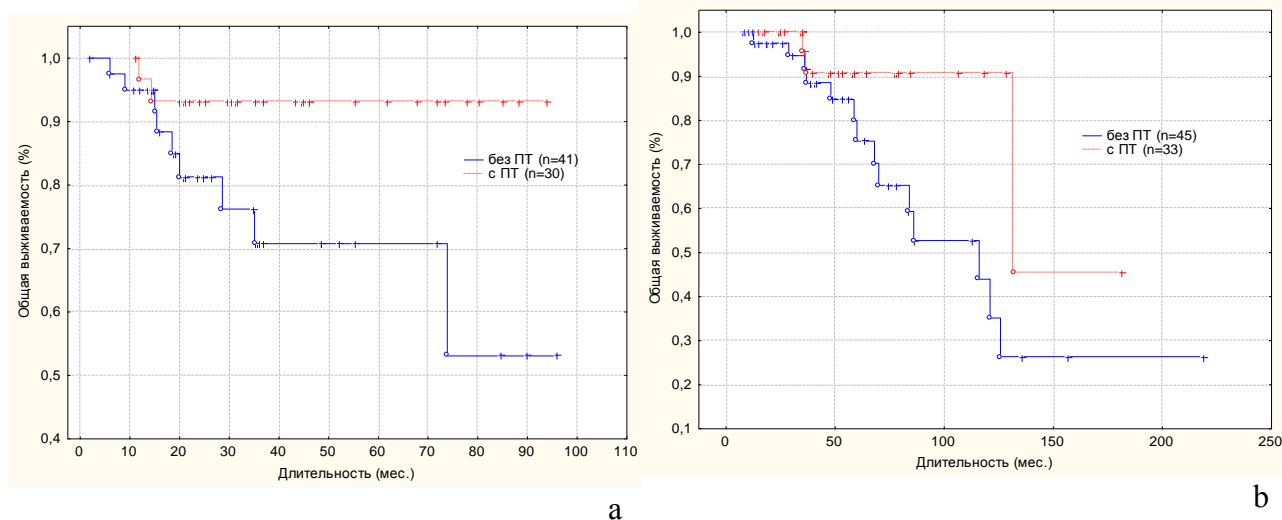 1,0
0,9
0,8
0,7
0,6
0,5
0,4
Общая выживаемость (%)
без ПТ (n=41)
с ПТ (n=30)
0 10 20 30 40 50 60 70 80 90 100 110
Длительность (мес.)
a
1,0
0,9
0,8
0,7
0,6
0,5
0,4
0,3
0,2
0,1
Общая выживаемость (%)
без ПТ (n=45)
с ПТ (n=33)
0 50 100 150 200 250
Длительность (мес.)
b